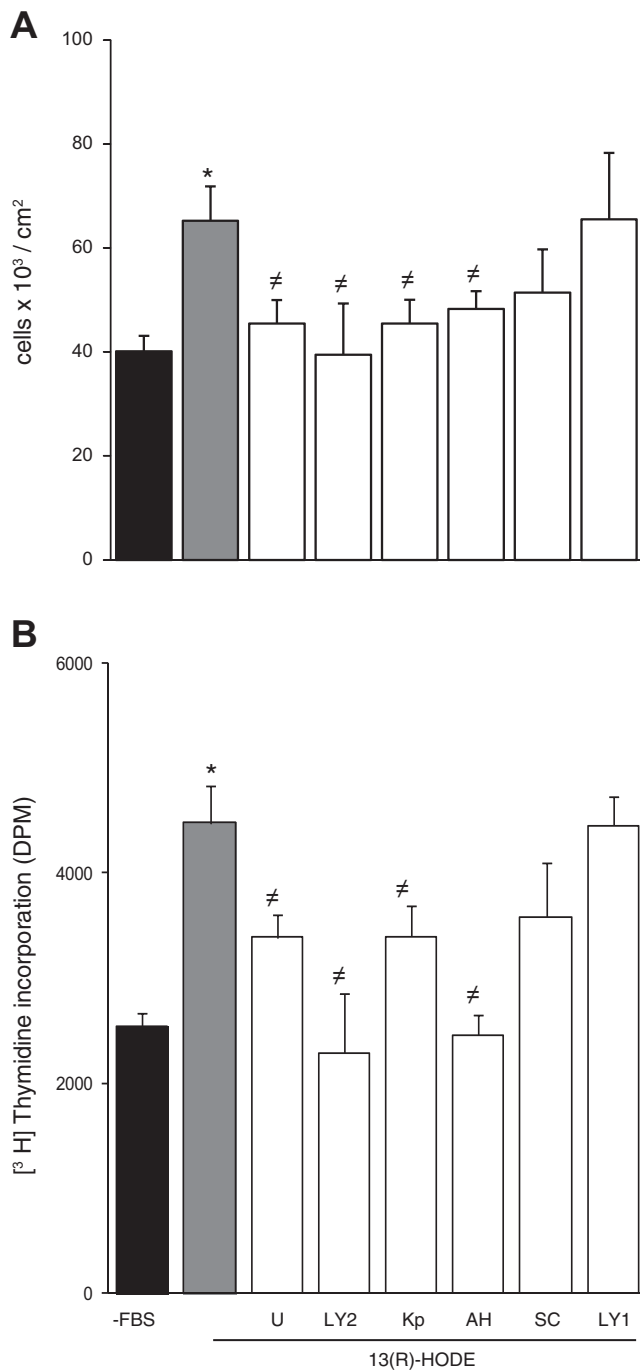 A
100
80
60
40
20
0
cells x 10³ / cm²
*
≠ ≠ ≠ ≠
B
6000
4000
2000
0
[³ H] Thymidine incorporation (DPM)
*
≠ ≠ ≠ ≠
-FBS U LY2 Kp AH SC LY1
13(R)-HODE